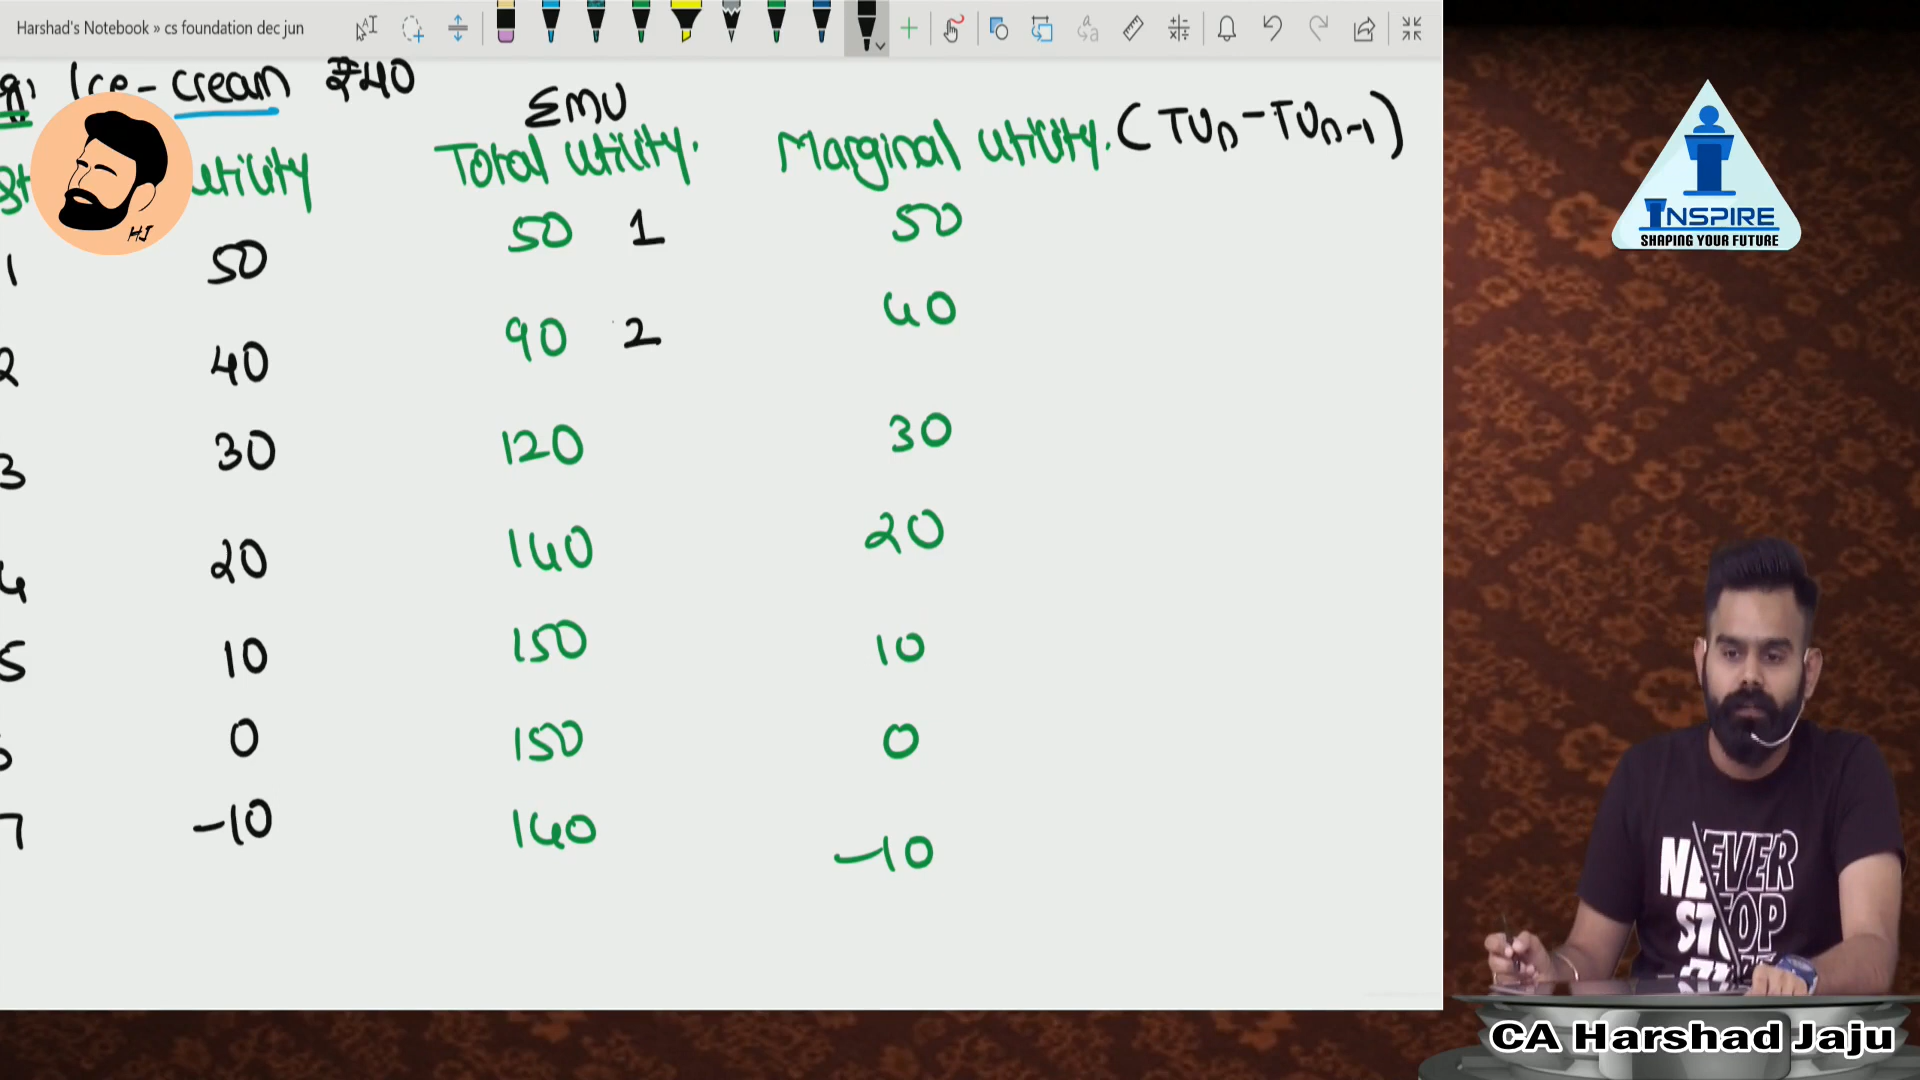 Harshad's Notebook » cs foundation dec jun
g: Ice-cream ₹40
utility
ΣMU
Total utility.
Marginal utility. (TUn - TUn-1)
1 50 50 1 50
2 40 90 2 40
3 30 120 30
4 20 140 20
5 10 150 10
6 0 150 0
7 -10 140 -10
HJ
INSPIRE
SHAPING YOUR FUTURE
NEVER
STOP
CA Harshad Jaju